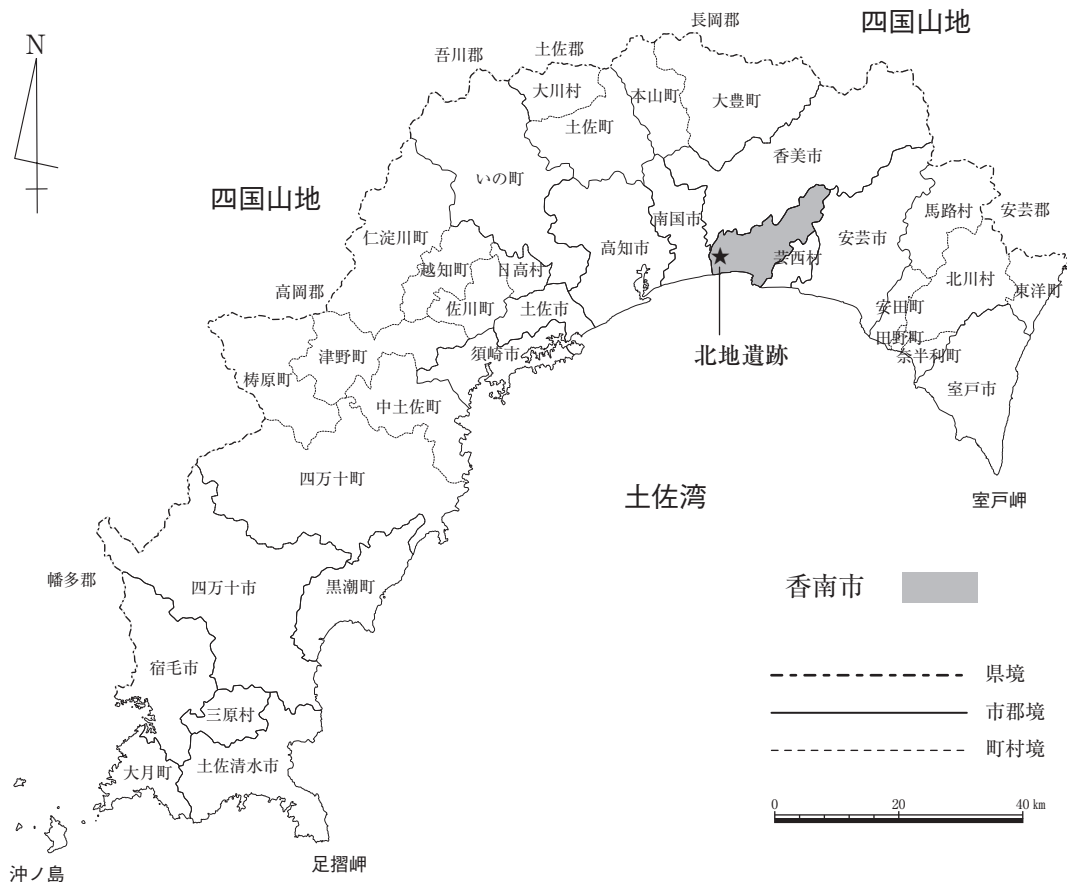 四国山地
長岡郡
土佐郡
吾川郡
N
大川村
本山町
大豊町
土佐町
香美市
いの町
四国山地
馬路村
安芸郡
南国市
仁淀川町
高知市
安芸市
芸西村
越知町
日高村
北川村
東洋町
高岡郡
佐川町
土佐市
安田町
田野町
津野町
須崎市
北地遺跡
奈半利町
梼原町
室戸市
中土佐町
四万十町
土佐湾
室戸岬
幡多郡
四万十市
黒潮町
香南市
宿毛市
県境
三原村
市郡境
町村境
大月町
土佐清水市
0 20 40 km
足摺岬
沖ノ島